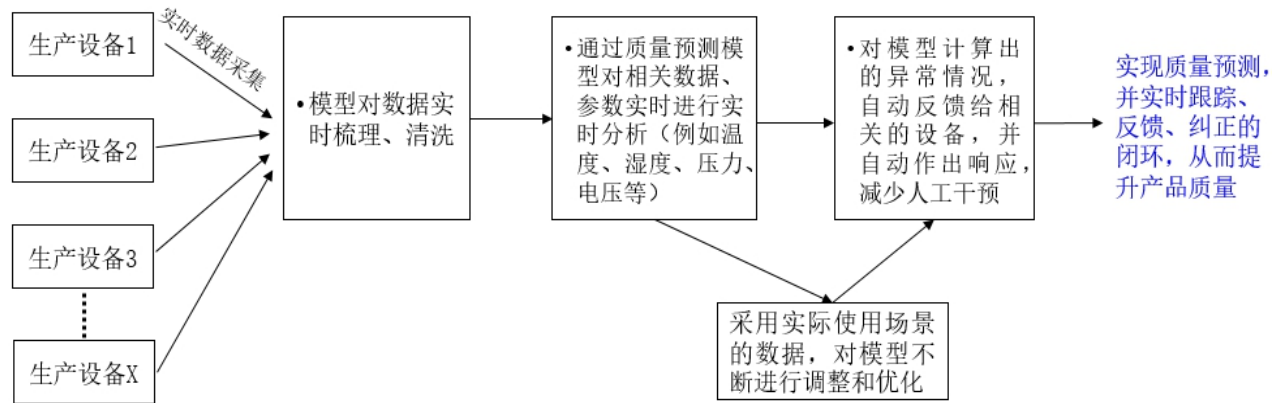 生产设备1
实时数据采集
生产设备2
生产设备3
生产设备X
•模型对数据实
时梳理、清洗
•通过质量预测模
型对相关数据、
参数实时进行实
时分析（例如温
度、湿度、压力、
电压等）
•对模型计算出
的异常情况，
自动反馈给相
关的设备，并
自动作出响应，
减少人工干预
采用实际使用场景
的数据，对模型不
断进行调整和优化
实现质量预测，
并实时跟踪、
反馈、纠正的
闭环，从而提
升产品质量